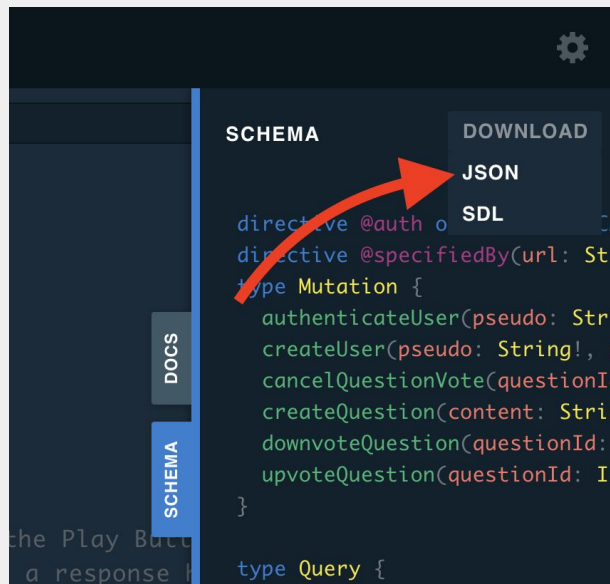 SCHEMA
DOWNLOAD
JSON
SDL
directive @auth o
directive @specifiedBy(url: St
type Mutation {
authenticateUser(pseudo: Str
createUser(pseudo: String!,
cancelQuestionVote(questionI
createQuestion(content: Stri
downvoteQuestion(questionId:
upvoteQuestion(questionId: I
}
type Query {
DOCS
SCHEMA
the Play Butt
a response h